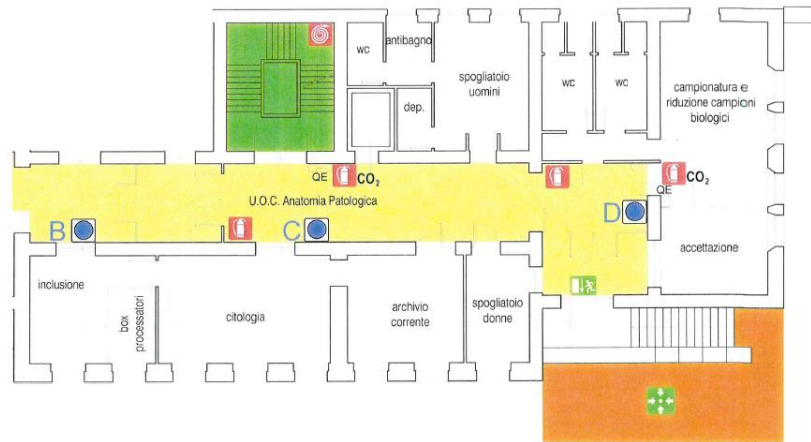 antibagno
wc
spogliatoio
uomini
dep.
wc
wc
campionatura e
riduzione campioni
biologici
QE
CO₂
U.O.C. Anatomia Patologica
QE
CO₂
B
C
D
accettazione
inclusione
box
processatori
citologia
archivio
corrente
spogliatoio
donne